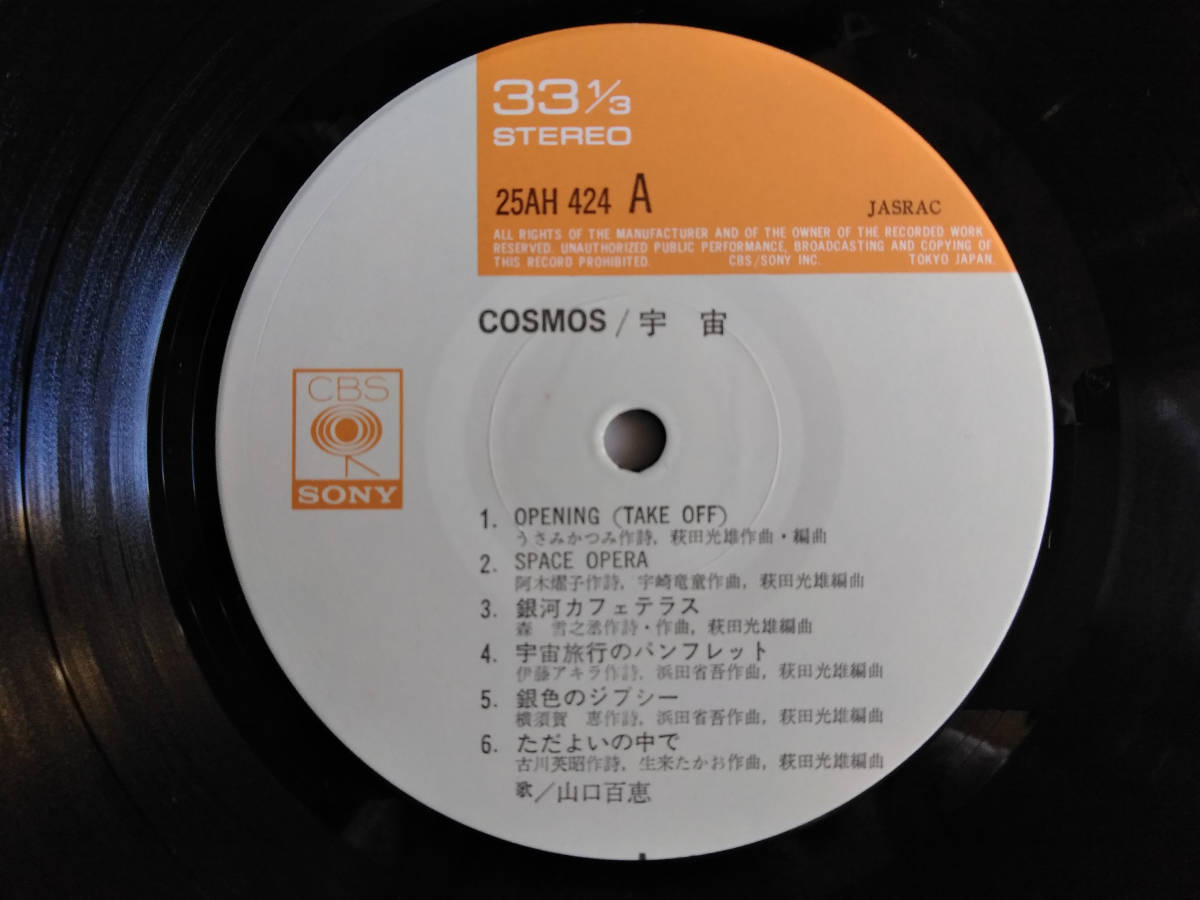 33 1/3
STEREO
25AH 424 A JASRAC
ALL RIGHTS OF THE MANUFACTURER AND OF THE OWNER OF THE RECORDED WORK
RESERVED. UNAUTHORIZED PUBLIC PERFORMANCE, BROADCASTING AND COPYING OF
THIS RECORD PROHIBITED. CBS/SONY INC. TOKYO JAPAN.
COSMOS/宇宙
CBS
SONY
1. OPENING (TAKE OFF)
うさみかつみ作詩, 萩田光雄作曲・編曲
2. SPACE OPERA
阿木燿子作詩, 宇崎竜童作曲, 萩田光雄編曲
3. 銀河カフェテラス
森 雪之丞作詩・作曲, 萩田光雄編曲
4. 宇宙旅行のパンフレット
伊藤アキラ作詩, 浜田省吾作曲, 萩田光雄編曲
5. 銀色のジプシー
横須賀 恵作詩, 浜田省吾作曲, 萩田光雄編曲
6. ただよいの中で
古川英昭作詩, 生来たかお作曲, 萩田光雄編曲
歌/山口百恵